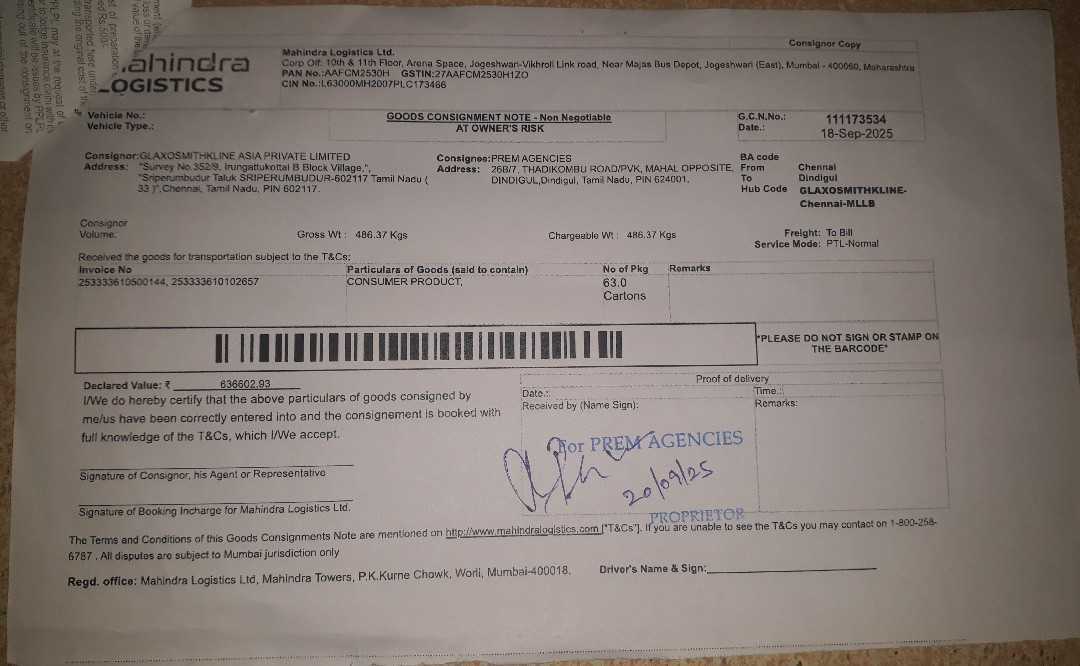 Consignor Copy
ahindra
LOGISTICS
Mahindra Logistics Ltd.
Corp Off: 10th & 11th Floor, Arena Space, Jogeshwari-Vikhroli Link road, Near Majas Bus Depot, Jogeshwari (East), Mumbai - 400060, Maharashtra
PAN No.:AAFCM2530H GSTIN:27AAFCM2530H1ZO
CIN No.:L63000MH2007PLC173466
Vehicle No.:
Vehicle Type.:
GOODS CONSIGNMENT NOTE - Non Negotiable
AT OWNER'S RISK
G.C.N.No.: 111173534
Date.: 18-Sep-2025
Consignor:GLAXOSMITHKLINE ASIA PRIVATE LIMITED
Address: "Survey No.352/9, Irungattukottai B Block Village,",
"Sriperumbudur Taluk SRIPERUMBUDUR-602117 Tamil Nadu (
33 )",Chennai, Tamil Nadu, PIN 602117.
Consignee:PREM AGENCIES
Address: 26B/7, THADIKOMBU ROAD/PVK, MAHAL OPPOSITE,
DINDIGUL,Dindigul, Tamil Nadu, PIN 624001.
BA code
From Chennai
To Dindigul
Hub Code GLAXOSMITHKLINE-
Chennai-MLLB
Consignor
Volume:
Gross Wt : 486.37 Kgs
Chargeable Wt : 486.37 Kgs
Freight: To Bill
Service Mode: PTL-Normal
Received the goods for transportation subject to the T&Cs:
Invoice No Particulars of Goods (said to contain) No of Pkg Remarks
253333610500144, 253333610102657 CONSUMER PRODUCT, 63.0
Cartons
*PLEASE DO NOT SIGN OR STAMP ON
THE BARCODE*
Declared Value: ₹ 636602.93
I/We do hereby certify that the above particulars of goods consigned by
me/us have been correctly entered into and the consignement is booked with
full knowledge of the T&Cs, which I/We accept.
Signature of Consignor, his Agent or Representative
Signature of Booking Incharge for Mahindra Logistics Ltd.
Proof of delivery
Date.: Time.:
Received by (Name Sign): Remarks:
For PREM AGENCIES
20/09/25
PROPRIETOR
The Terms and Conditions of this Goods Consignments Note are mentioned on http://www.mahindralogistics.com ["T&Cs"]. If you are unable to see the T&Cs you may contact on 1-800-258-
6787 . All disputes are subject to Mumbai jurisdiction only
Regd. office: Mahindra Logistics Ltd, Mahindra Towers, P.K.Kurne Chowk, Worli, Mumbai-400018.
Driver's Name & Sign: